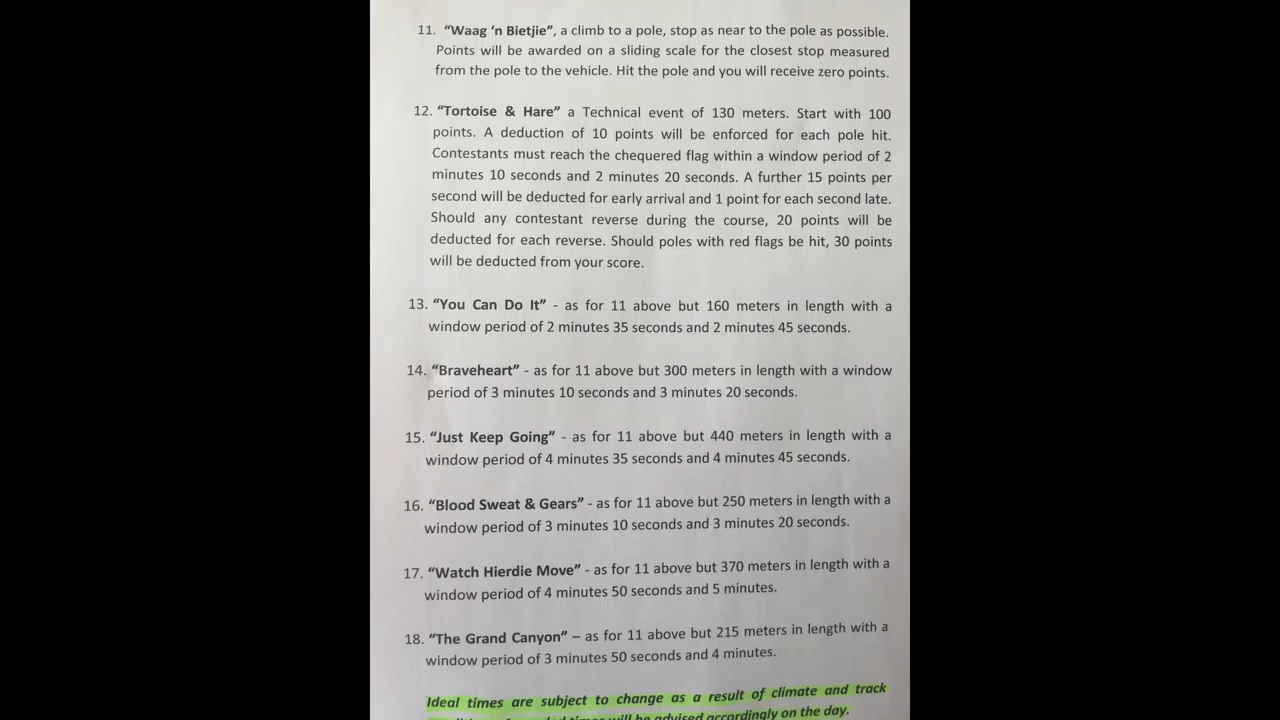 11. “Waag ‘n Bietjie”, a climb to a pole, stop as near to the pole as possible.
Points will be awarded on a sliding scale for the closest stop measured
from the pole to the vehicle. Hit the pole and you will receive zero points.
12. “Tortoise & Hare” a Technical event of 130 meters. Start with 100
points. A deduction of 10 points will be enforced for each pole hit.
Contestants must reach the chequered flag within a window period of 2
minutes 10 seconds and 2 minutes 20 seconds. A further 15 points per
second will be deducted for early arrival and 1 point for each second late.
Should any contestant reverse during the course, 20 points will be
deducted for each reverse. Should poles with red flags be hit, 30 points
will be deducted from your score.
13. “You Can Do It” - as for 11 above but 160 meters in length with a
window period of 2 minutes 35 seconds and 2 minutes 45 seconds.
14. “Braveheart” - as for 11 above but 300 meters in length with a window
period of 3 minutes 10 seconds and 3 minutes 20 seconds.
15. “Just Keep Going” - as for 11 above but 440 meters in length with a
window period of 4 minutes 35 seconds and 4 minutes 45 seconds.
16. “Blood Sweat & Gears” - as for 11 above but 250 meters in length with a
window period of 3 minutes 10 seconds and 3 minutes 20 seconds.
17. “Watch Hierdie Move” - as for 11 above but 370 meters in length with a
window period of 4 minutes 50 seconds and 5 minutes.
18. “The Grand Canyon” – as for 11 above but 215 meters in length with a
window period of 3 minutes 50 seconds and 4 minutes.
Ideal times are subject to change as a result of climate and track
will be advised accordingly on the day.